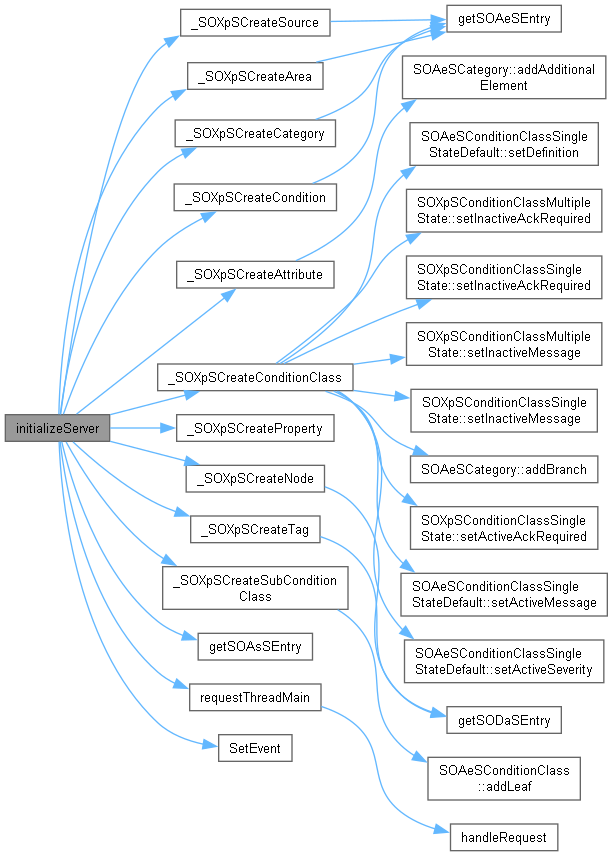 _SOXpSCreateSource
getSOAeSEntry
_SOXpSCreateArea
SOAeSCategory::addAdditional
Element
_SOXpSCreateCategory
SOAeSConditionClassSingle
StateDefault::setDefinition
_SOXpSCreateCondition
SOXpSConditionClassMultiple
State::setInactiveAckRequired
_SOXpSCreateAttribute
SOXpSConditionClassSingle
State::setInactiveAckRequired
SOXpSConditionClassMultiple
State::setInactiveMessage
_SOXpSCreateConditionClass
SOXpSConditionClassSingle
State::setInactiveMessage
initializeServer
_SOXpSCreateProperty
SOAeSCategory::addBranch
_SOXpSCreateNode
SOXpSConditionClassSingle
State::setActiveAckRequired
_SOXpSCreateTag
_SOXpSCreateSubCondition
Class
SOAeSConditionClassSingle
StateDefault::setActiveMessage
getSOAsSEntry
SOAeSConditionClassSingle
StateDefault::setActiveSeverity
requestThreadMain
getSODaSEntry
SetEvent
SOAeSConditionClass
::addLeaf
handleRequest